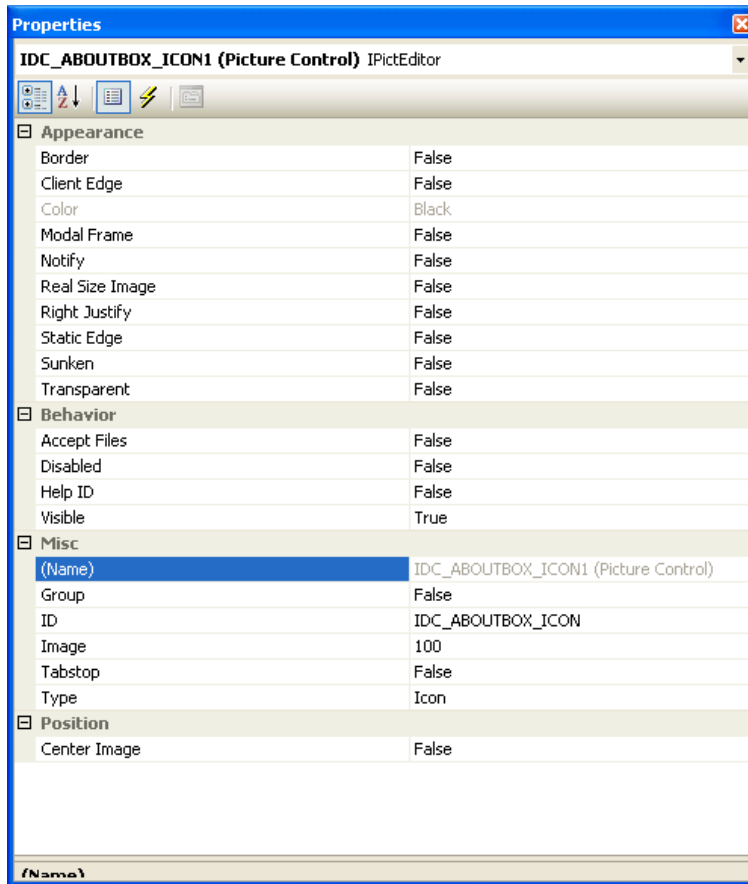 Properties
IDC_ABOUTBOX_ICON1 (Picture Control) IPictEditor
Appearance
Border False
Client Edge False
Color Black
Modal Frame False
Notify False
Real Size Image False
Right Justify False
Static Edge False
Sunken False
Transparent False
Behavior
Accept Files False
Disabled False
Help ID False
Visible True
Misc
(Name) IDC_ABOUTBOX_ICON1 (Picture Control)
Group False
ID IDC_ABOUTBOX_ICON
Image 100
Tabstop False
Type Icon
Position
Center Image False
(Name)